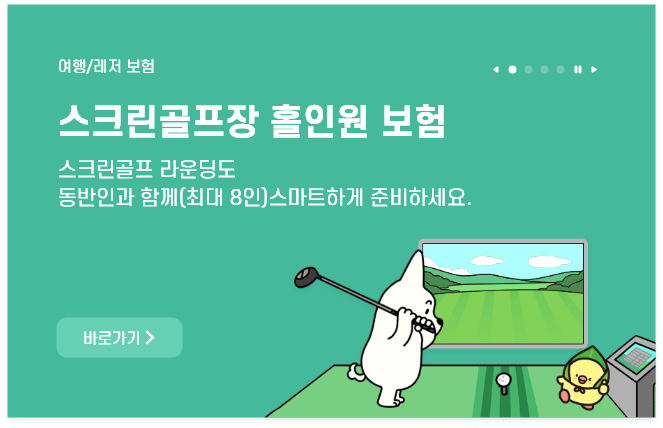 여행/레저 보험
스크린골프장 홀인원 보험
스크린골프 라운딩도
동반인과 함께(최대 8인)스마트하게 준비하세요.
바로가기